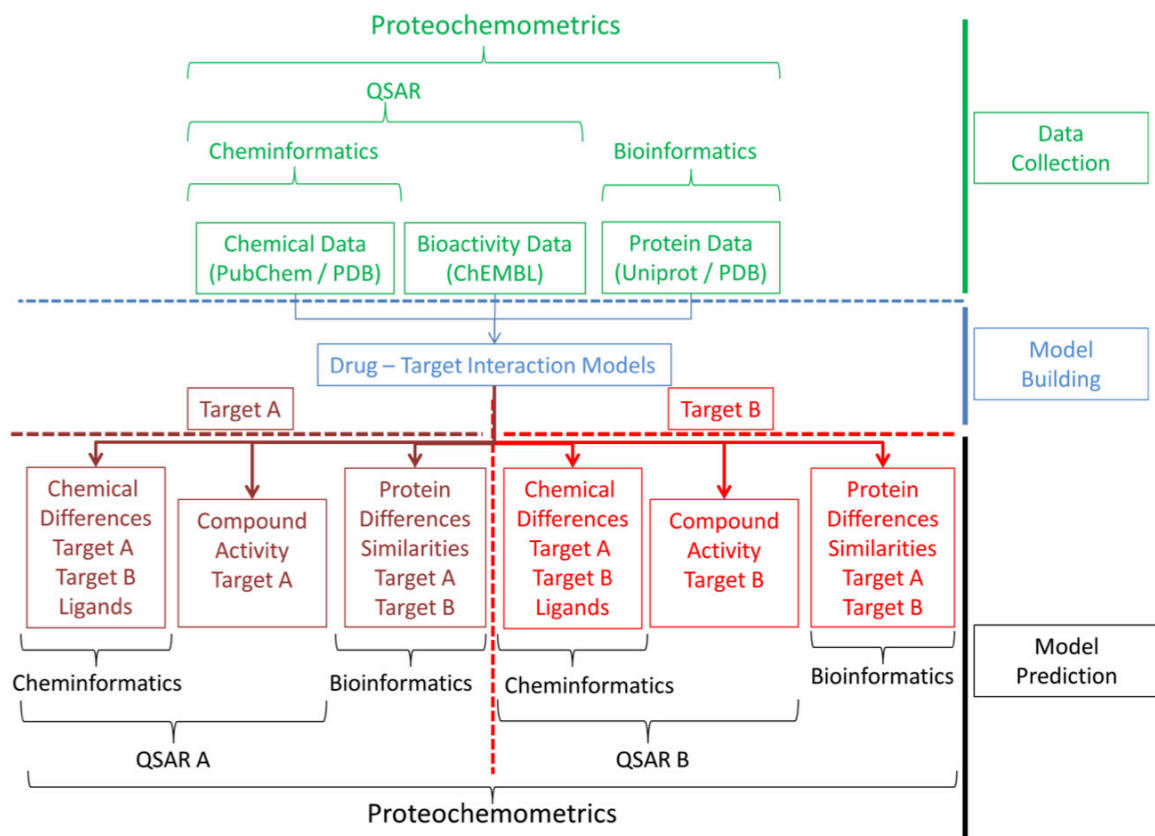 Proteochemometrics
QSAR
Cheminformatics
Bioinformatics
Data
Collection
Chemical Data
(PubChem / PDB)
Bioactivity Data
(ChEMBL)
Protein Data
(Uniprot / PDB)
Drug – Target Interaction Models
Model
Building
Target A
Target B
Chemical
Differences
Target A
Target B
Ligands
Compound
Activity
Target A
Protein
Differences
Similarities
Target A
Target B
Chemical
Differences
Target A
Target B
Ligands
Compound
Activity
Target B
Protein
Differences
Similarities
Target A
Target B
Model
Prediction
Cheminformatics
Bioinformatics
Cheminformatics
Bioinformatics
QSAR A
QSAR B
Proteochemometrics